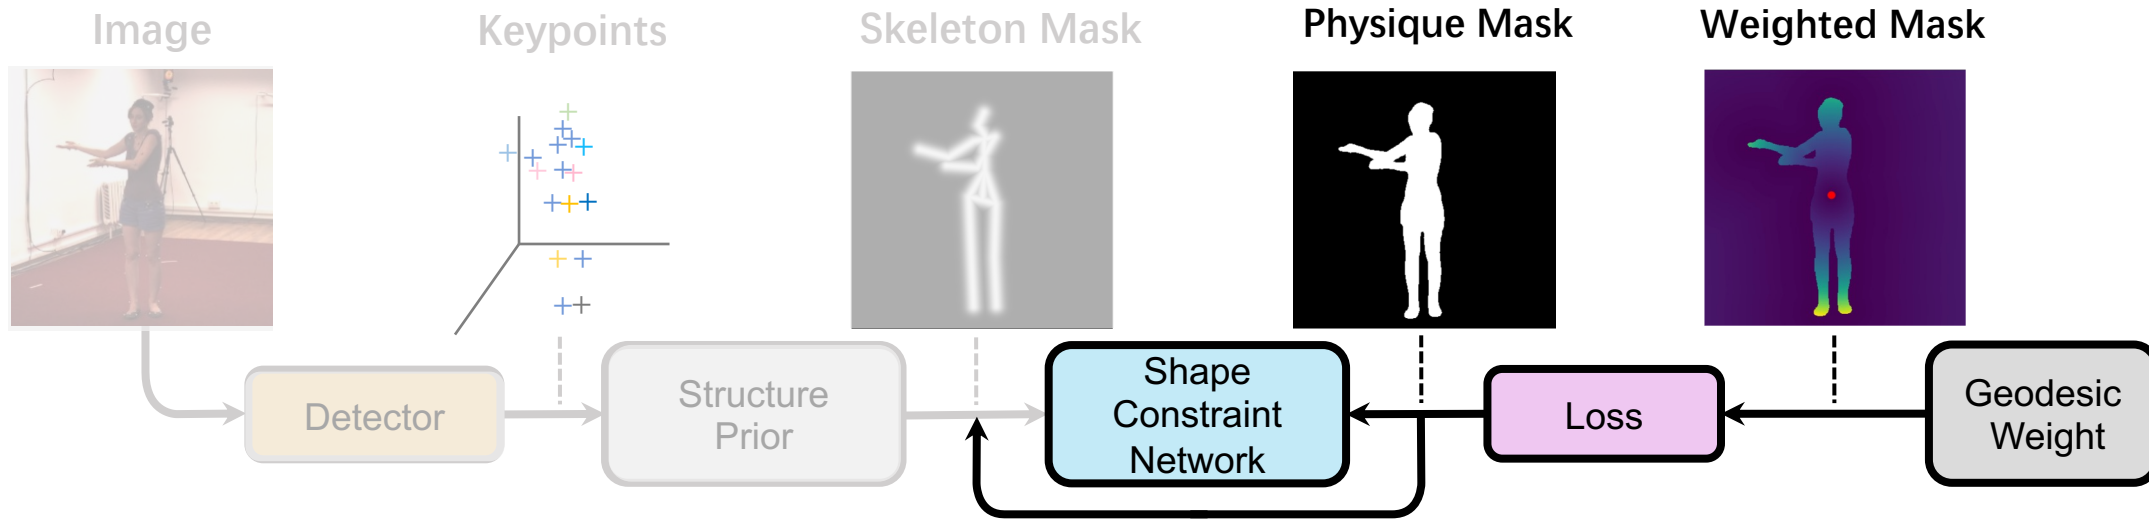 Image
Keypoints
Skeleton Mask
Physique Mask
Weighted Mask
Detector
Structure
Prior
Shape
Constraint
Network
Loss
Geodesic
Weight